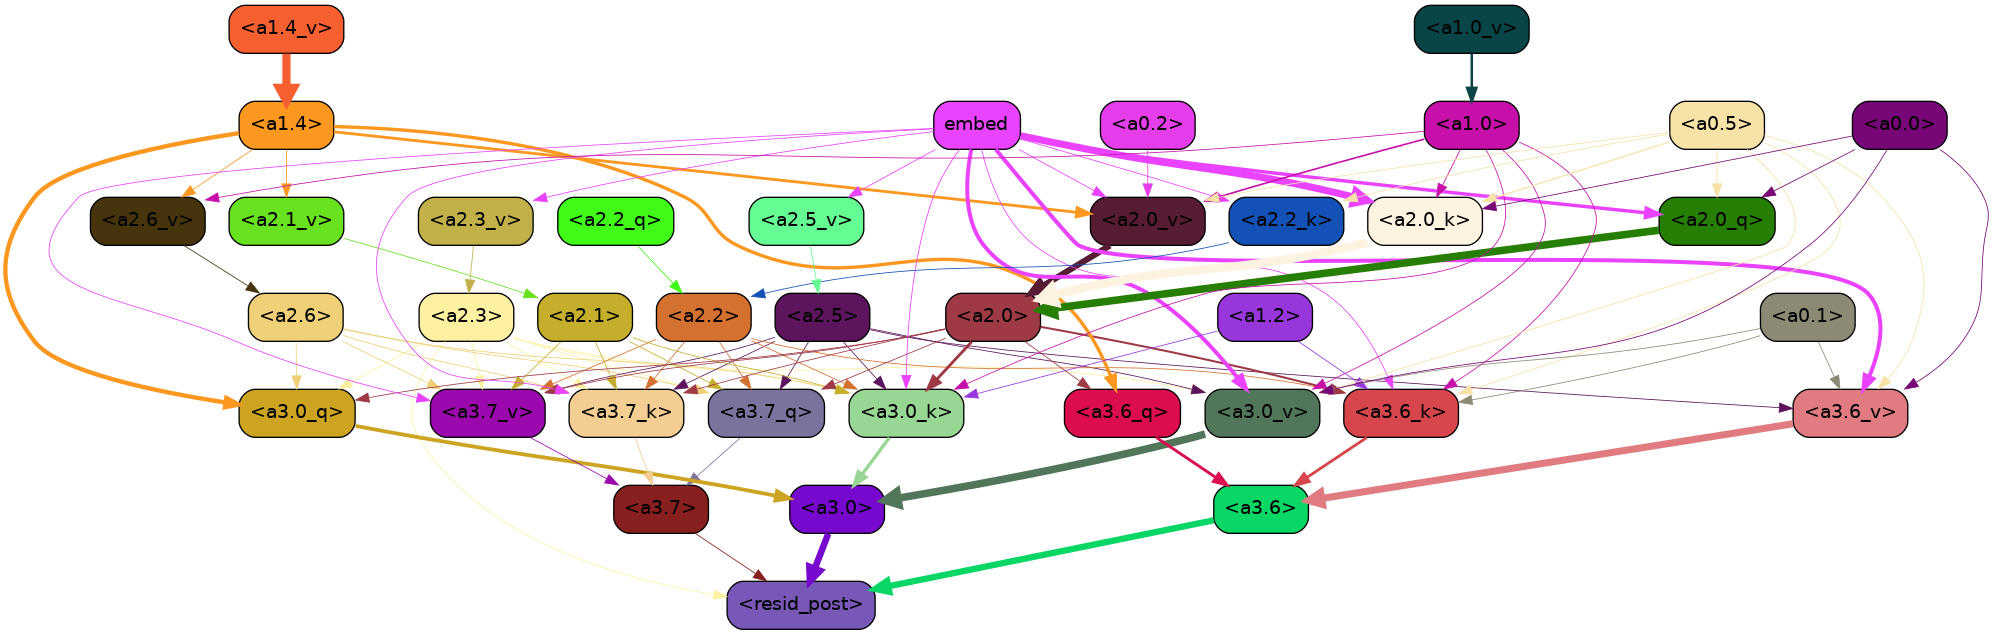 <a1.4_v> <a1.0_v>
<a1.4> embed <a0.2> <a1.0> <a0.5> <a0.0>
<a2.6_v> <a2.1_v> <a2.3_v> <a2.2_q> <a2.5_v> <a2.0_v> <a2.2_k> <a2.0_k> <a2.0_q>
<a2.6> <a2.3> <a2.1> <a2.2> <a2.5> <a2.0> <a1.2> <a0.1>
<a3.0_q> <a3.7_v> <a3.7_k> <a3.7_q> <a3.0_k> <a3.6_q> <a3.0_v> <a3.6_k> <a3.6_v>
<a3.7> <a3.0> <a3.6>
<resid_post>